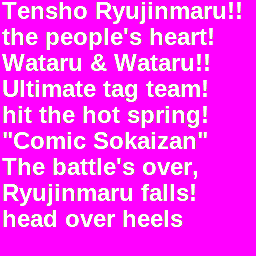 Tensho Ryujinmaru!!
the people's heart!
Wataru & Wataru!!
Ultimate tag team!
hit the hot spring!
"Comic Sokaizan"
The battle's over,
Ryujinmaru falls!
head over heels